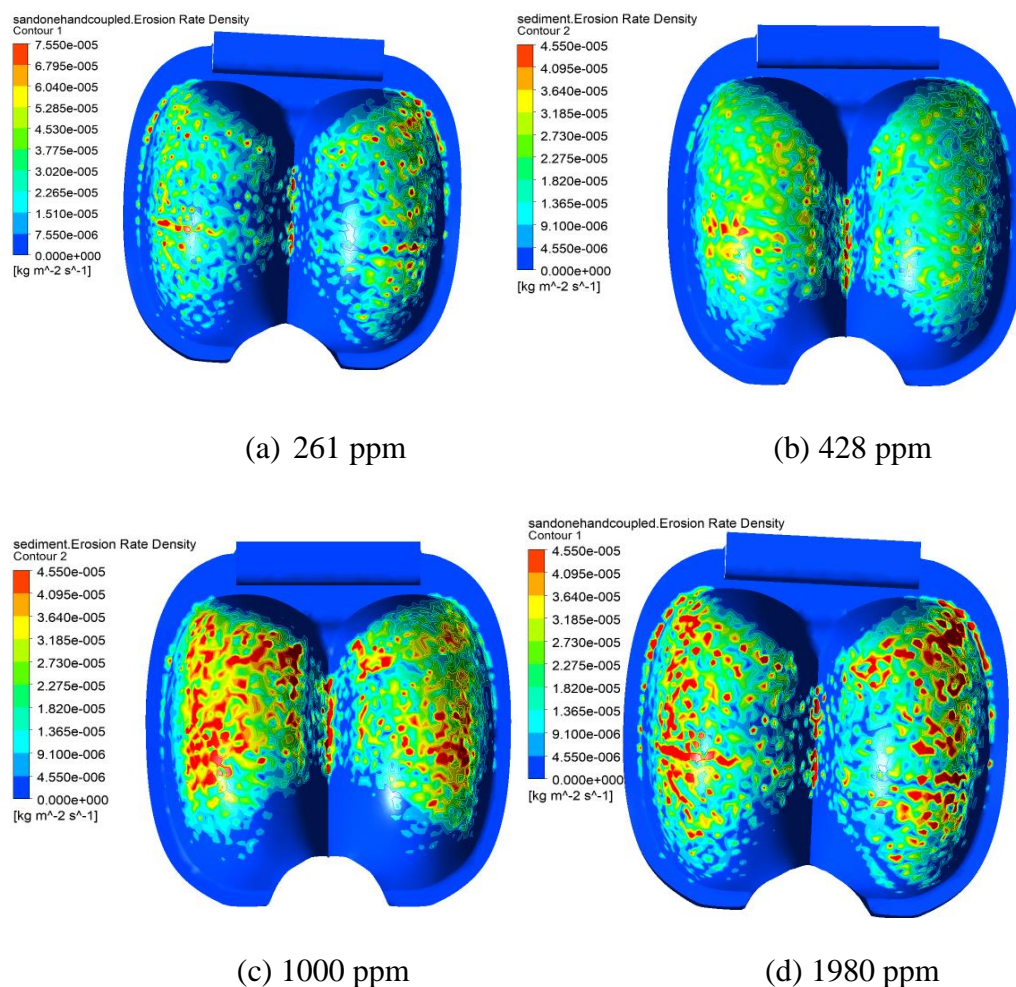 sandonehandcoupled.Erosion Rate Density
Contour 1
7.550e-005
6.795e-005
6.040e-005
5.285e-005
4.530e-005
3.775e-005
3.020e-005
2.265e-005
1.510e-005
7.550e-006
0.000e+000
[kg m^-2 s^-1]
(a) 261 ppm
sediment.Erosion Rate Density
Contour 2
4.550e-005
4.095e-005
3.640e-005
3.185e-005
2.730e-005
2.275e-005
1.820e-005
1.365e-005
9.100e-006
4.550e-006
0.000e+000
[kg m^-2 s^-1]
(b) 428 ppm
sediment.Erosion Rate Density
Contour 2
4.550e-005
4.095e-005
3.640e-005
3.185e-005
2.730e-005
2.275e-005
1.820e-005
1.365e-005
9.100e-006
4.550e-006
0.000e+000
[kg m^-2 s^-1]
(c) 1000 ppm
sandonehandcoupled.Erosion Rate Density
Contour 2
4.550e-005
4.095e-005
3.640e-005
3.185e-005
2.730e-005
2.275e-005
1.820e-005
1.365e-005
9.100e-006
4.550e-006
0.000e+000
[kg m^-2 s^-1]
(d) 1980 ppm